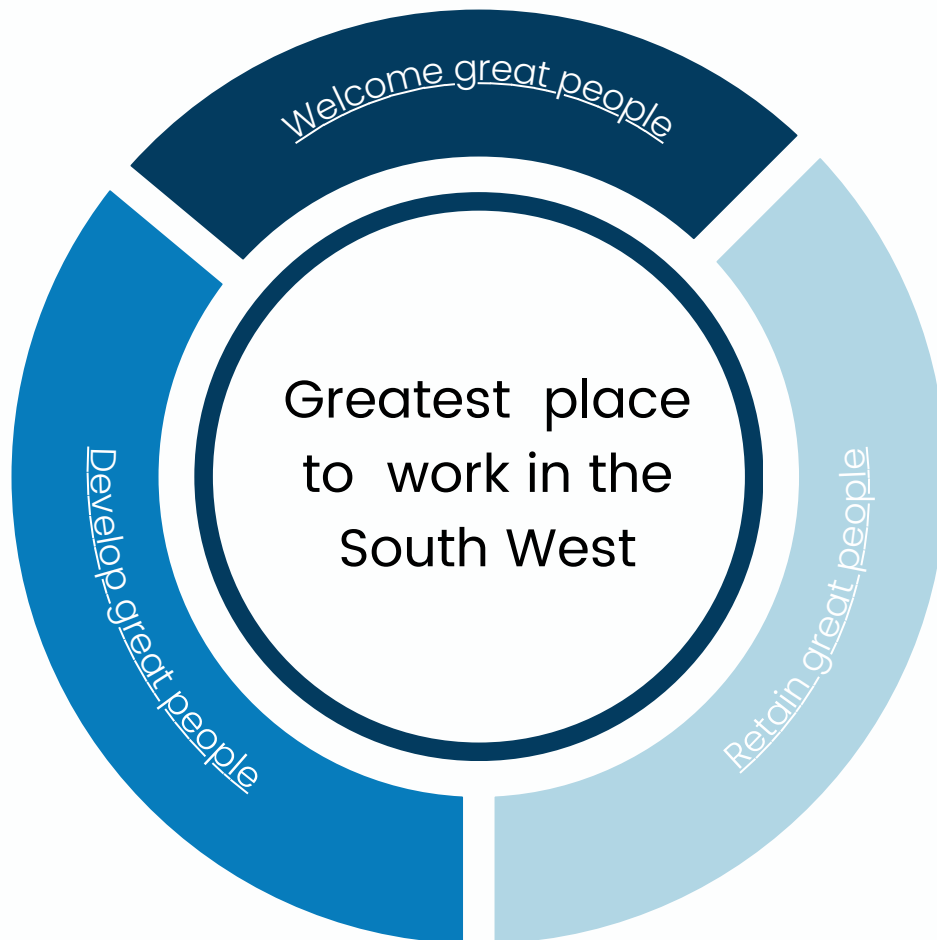 Welcome great people
Greatest place
to work in the
South West
Develop great people
Retain great people